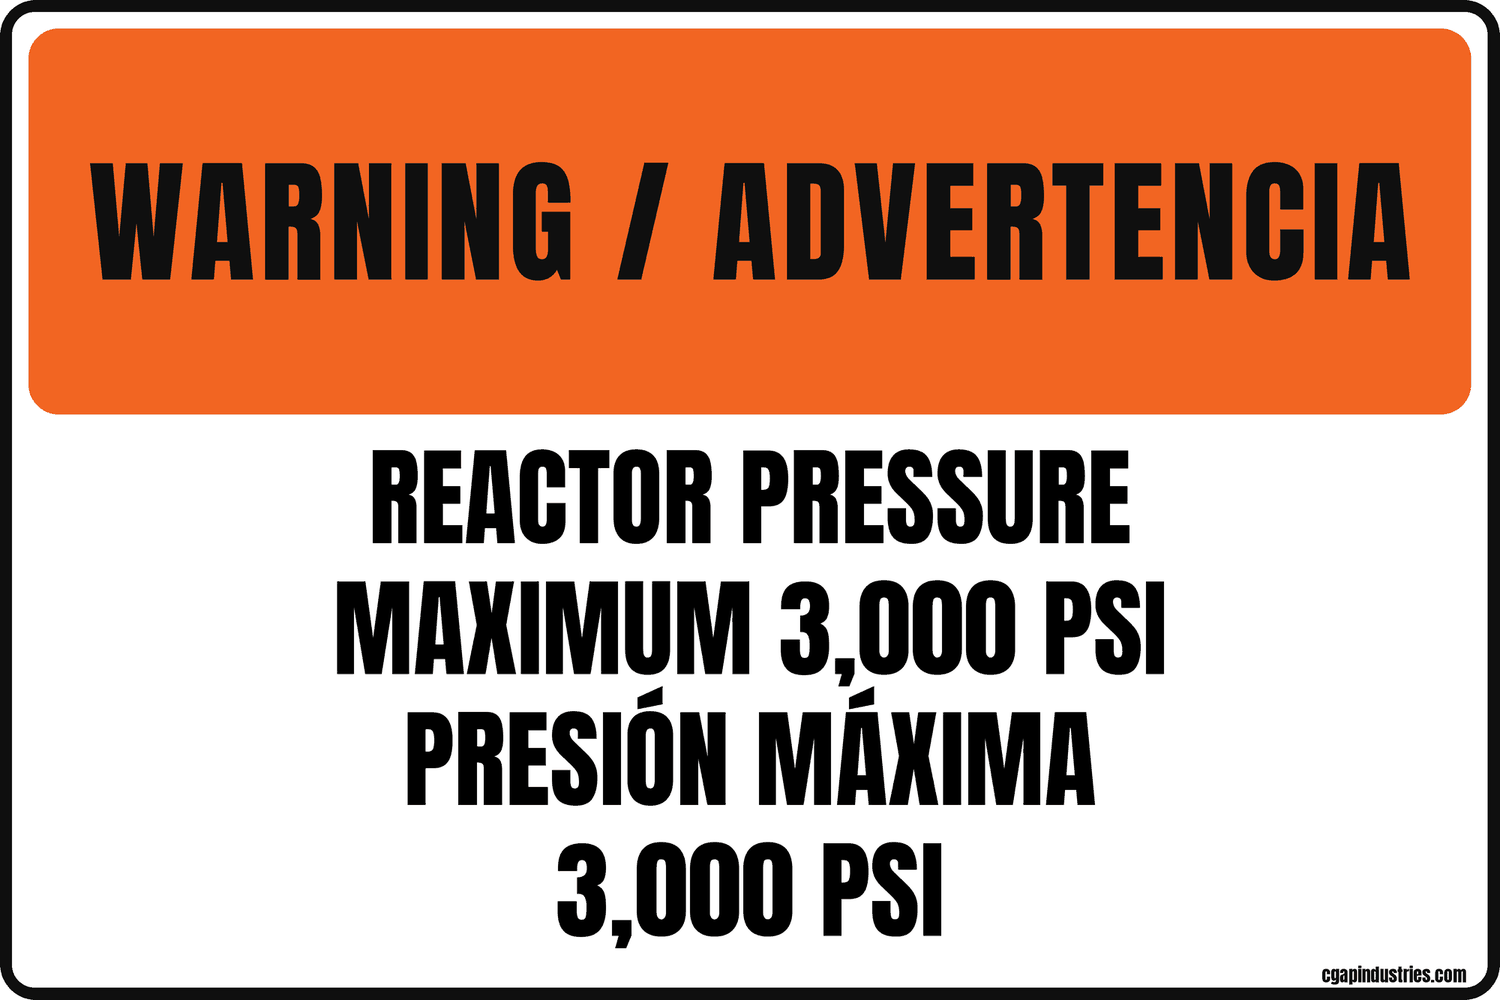 WARNING / ADVERTENCIA
REACTOR PRESSURE
MAXIMUM 3,000 PSI
PRESIÓN MÁXIMA
3,000 PSI
cgapindustries.com